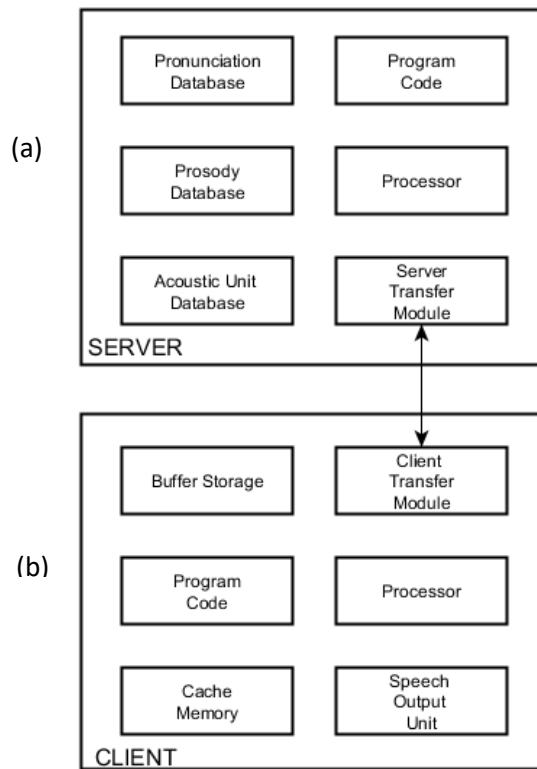 Pronunciation
Database
Program
Code
(a)
Prosody
Database
Processor
Acoustic Unit
Database
Server
Transfer
Module
SERVER
Buffer Storage
Client
Transfer
Module
(b)
Program
Code
Processor
Cache
Memory
Speech
Output
Unit
CLIENT